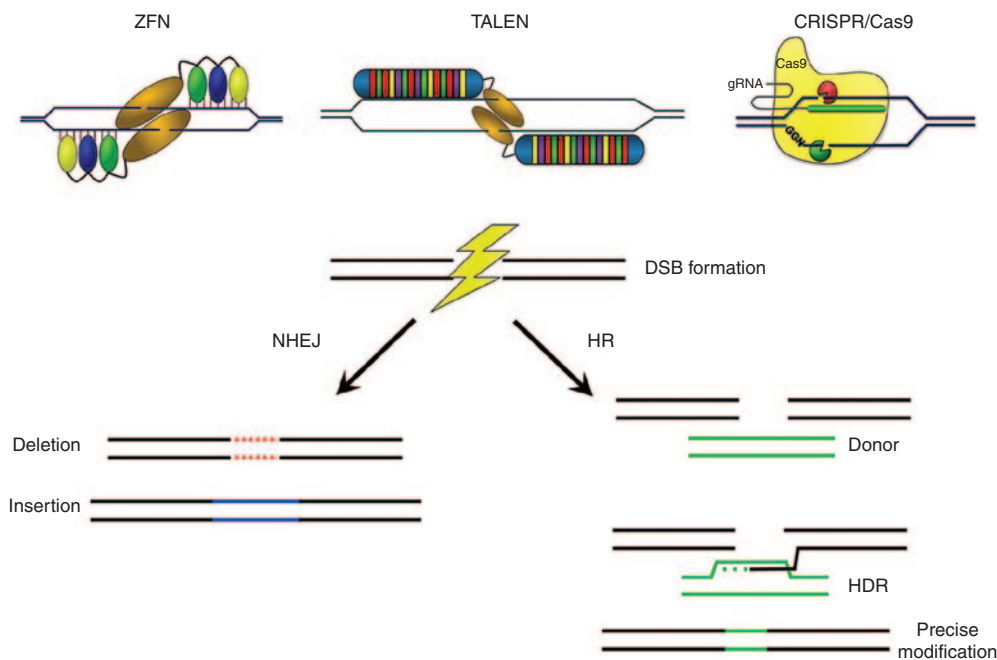 ZFN
TALEN
CRISPR/Cas9
Cas9
gRNA
GGN
DSB formation
NHEJ
HR
Deletion
Donor
Insertion
HDR
Precise
modification